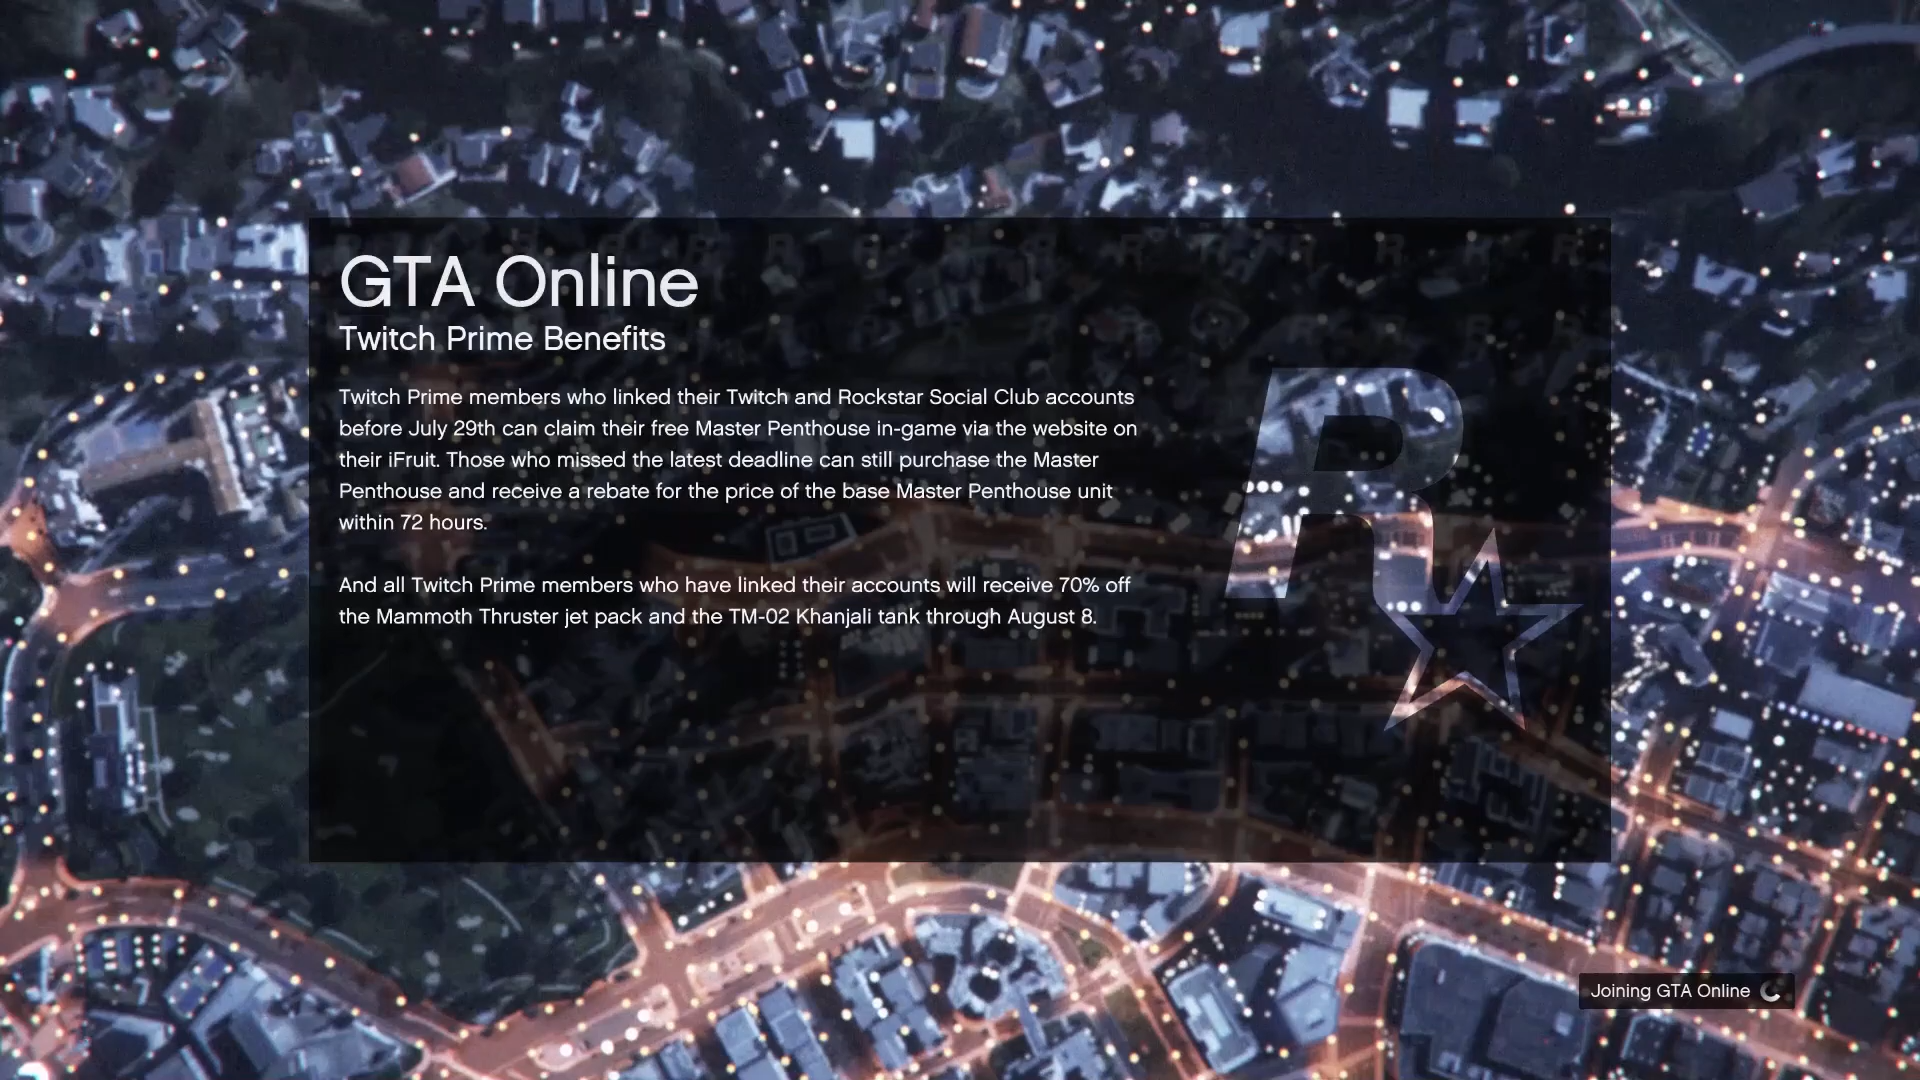 GTA Online
Twitch Prime Benefits
Twitch Prime members who linked their Twitch and Rockstar Social Club accounts
before July 29th can claim their free Master Penthouse in-game via the website on
their iFruit. Those who missed the latest deadline can still purchase the Master
Penthouse and receive a rebate for the price of the base Master Penthouse unit
within 72 hours.
And all Twitch Prime members who have linked their accounts will receive 70% off
the Mammoth Thruster jet pack and the TM-02 Khanjali tank through August 8.
R
Joining GTA Online